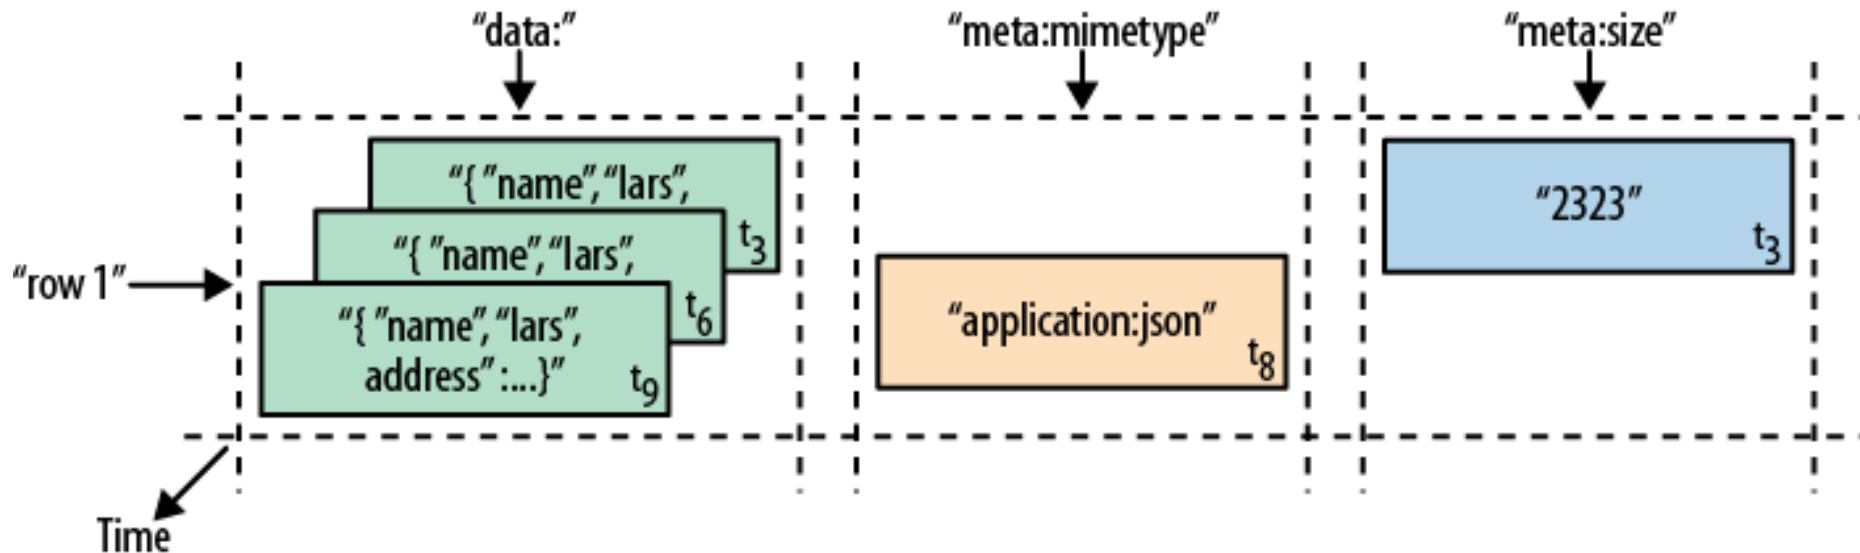 “data:”
“meta:mimetype”
“meta:size”
“{ ”name”, “lars”,
t3
“{ ”name”, “lars”,
t6
“{ ”name”, “lars”,
address” :...}”
t9
“application:json”
t8
“2323”
t3
“row 1”
Time